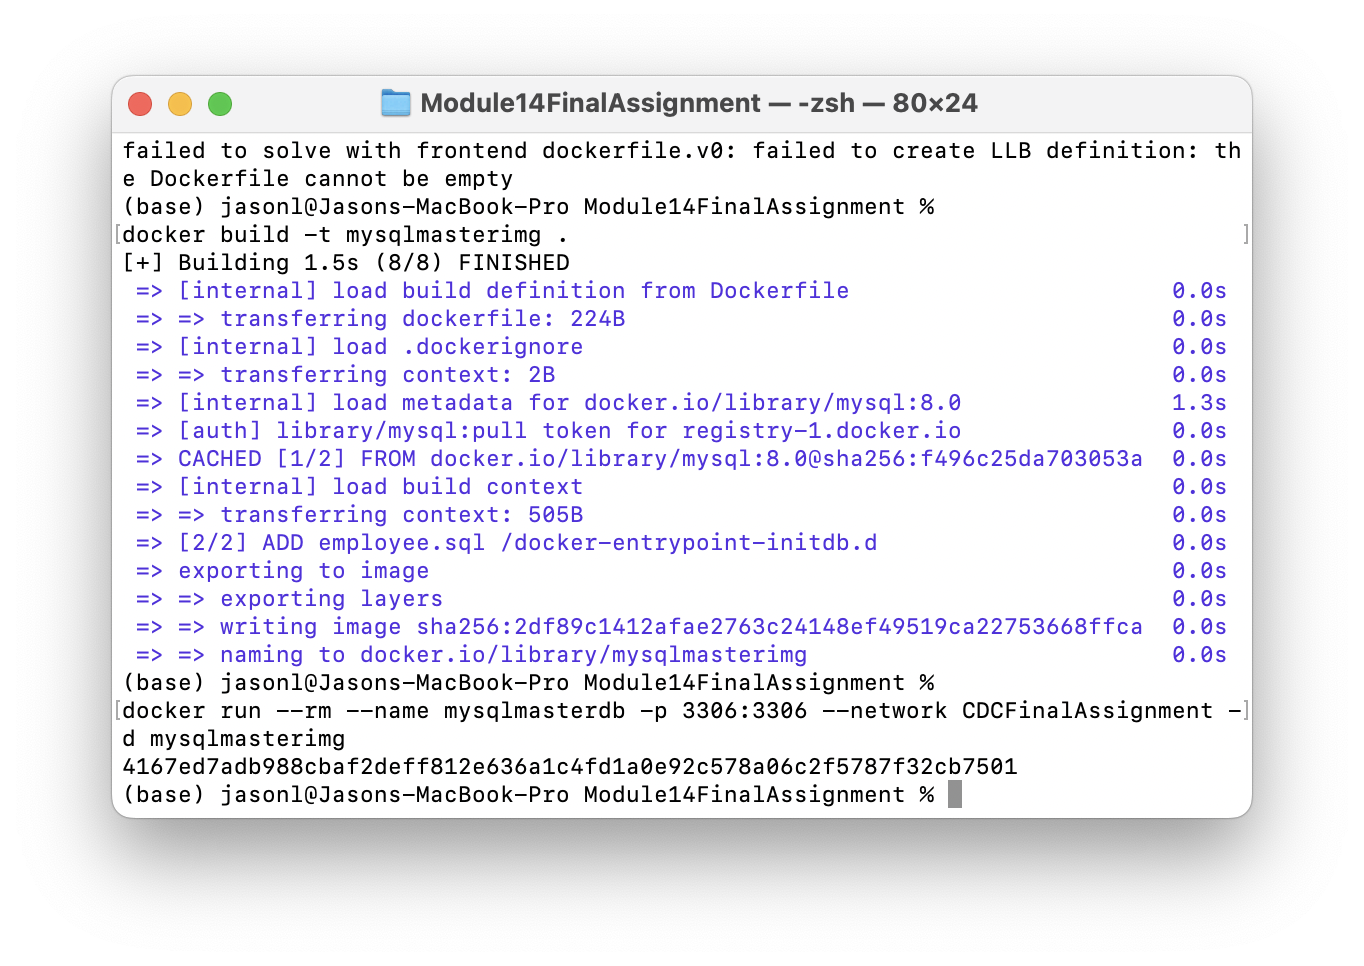 Module14FinalAssignment — -zsh — 80×24
failed to solve with frontend dockerfile.v0: failed to create LLB definition: th
e Dockerfile cannot be empty
(base) jasonl@Jasons-MacBook-Pro Module14FinalAssignment %
[docker build -t mysqlmasterimg . ]
[+] Building 1.5s (8/8) FINISHED
=> [internal] load build definition from Dockerfile 0.0s
=> => transferring dockerfile: 224B 0.0s
=> [internal] load .dockerignore 0.0s
=> => transferring context: 2B 0.0s
=> [internal] load metadata for docker.io/library/mysql:8.0 1.3s
=> [auth] library/mysql:pull token for registry-1.docker.io 0.0s
=> CACHED [1/2] FROM docker.io/library/mysql:8.0@sha256:f496c25da703053a 0.0s
=> [internal] load build context 0.0s
=> => transferring context: 505B 0.0s
=> [2/2] ADD employee.sql /docker-entrypoint-initdb.d 0.0s
=> exporting to image 0.0s
=> => exporting layers 0.0s
=> => writing image sha256:2df89c1412afae2763c24148ef49519ca22753668ffca 0.0s
=> => naming to docker.io/library/mysqlmasterimg 0.0s
(base) jasonl@Jasons-MacBook-Pro Module14FinalAssignment %
[docker run --rm --name mysqlmasterdb -p 3306:3306 --network CDCFinalAssignment -]
d mysqlmasterimg
4167ed7adb988cbaf2deff812e636a1c4fd1a0e92c578a06c2f5787f32cb7501
(base) jasonl@Jasons-MacBook-Pro Module14FinalAssignment %